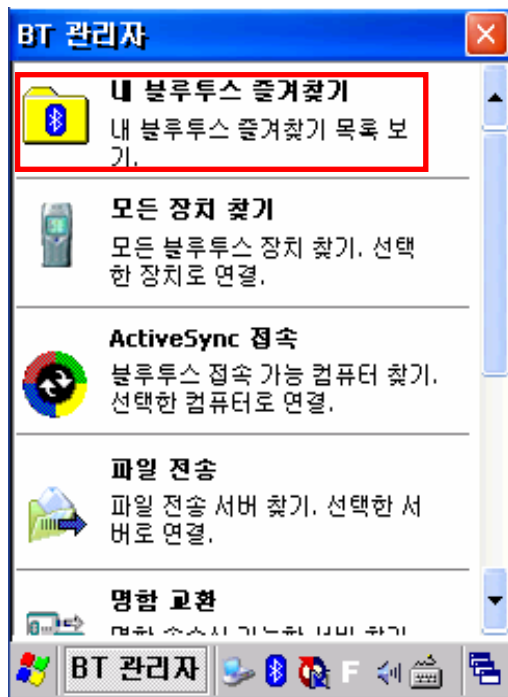 BT 관리자
내 블루투스 즐겨찾기
내 블루투스 즐겨찾기 목록 보
기.
모든 장치 찾기
모든 블루투스 장치 찾기. 선택
한 장치로 연결.
ActiveSync 접속
블루투스 접속 가능 컴퓨터 찾기.
선택한 컴퓨터로 연결.
파일 전송
파일 전송 서버 찾기. 선택한 서
버로 연결.
명함 교환
BT 관리자
F